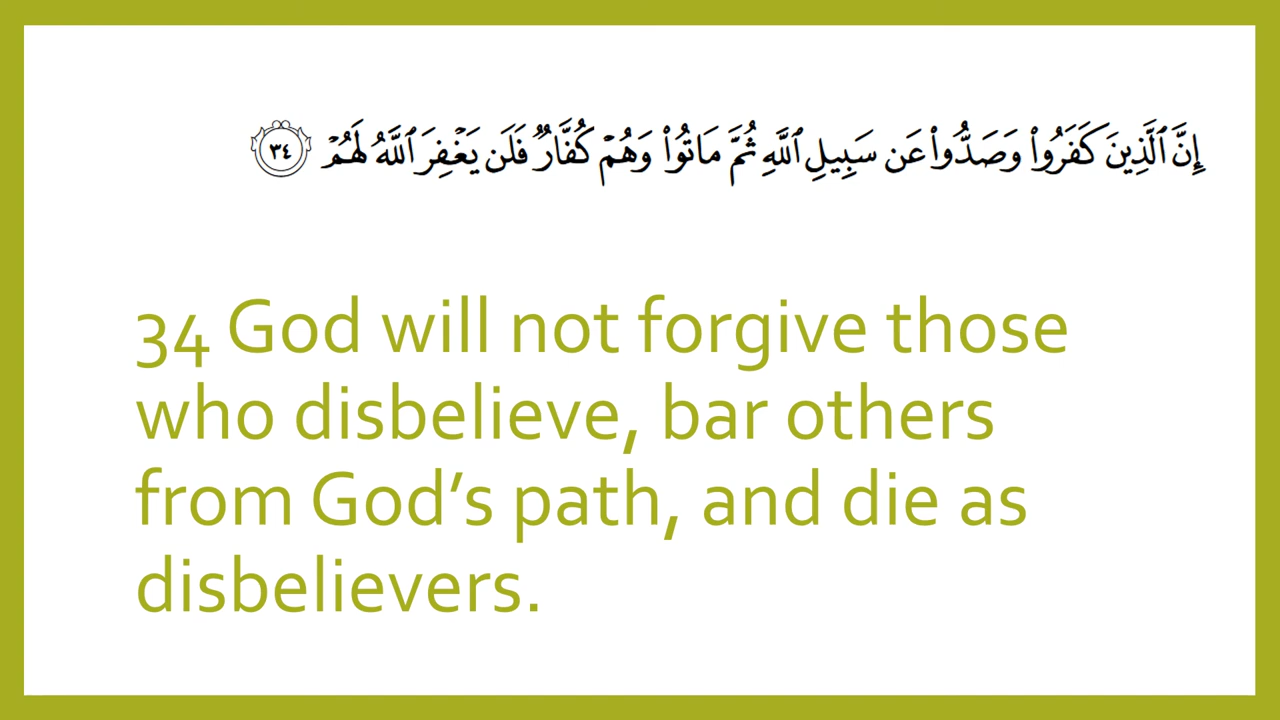 إِنَّ ٱلَّذِينَ كَفَرُوا۟ وَصَدُّوا۟ عَن سَبِيلِ ٱللَّهِ ثُمَّ مَاتُوا۟ وَهُمْ كُفَّارٌ فَلَن يَغْفِرَ ٱللَّهُ لَهُمْ ٣٤
34 God will not forgive those
who disbelieve, bar others
from God’s path, and die as
disbelievers.